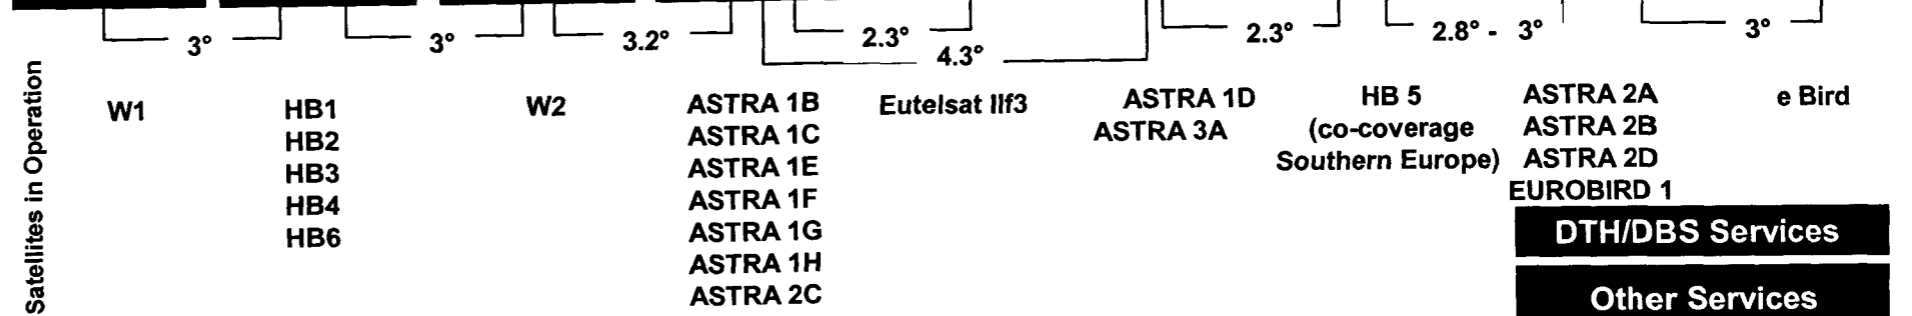 3° 3° 3.2° 2.3° 2.3° 2.8° - 3° 3°
4.3°
Satellites in Operation
W1
HB1
HB2
HB3
HB4
HB6
W2
ASTRA 1B
ASTRA 1C
ASTRA 1E
ASTRA 1F
ASTRA 1G
ASTRA 1H
ASTRA 2C
Eutelsat IIf3
ASTRA 1D
ASTRA 3A
HB 5
(co-coverage
Southern Europe)
ASTRA 2A
ASTRA 2B
ASTRA 2D
EUROBIRD 1
e Bird
DTH/DBS Services
Other Services